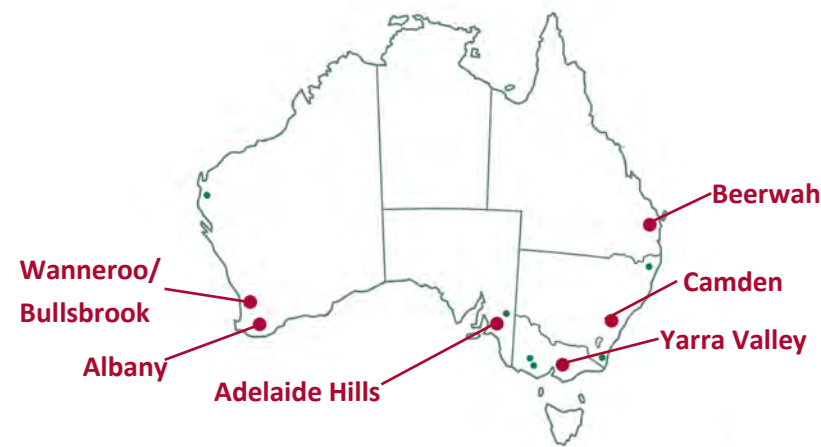 Beerwah
Wanneroo/
Bullsbrook
Camden
Yarra Valley
Albany
Adelaide Hills